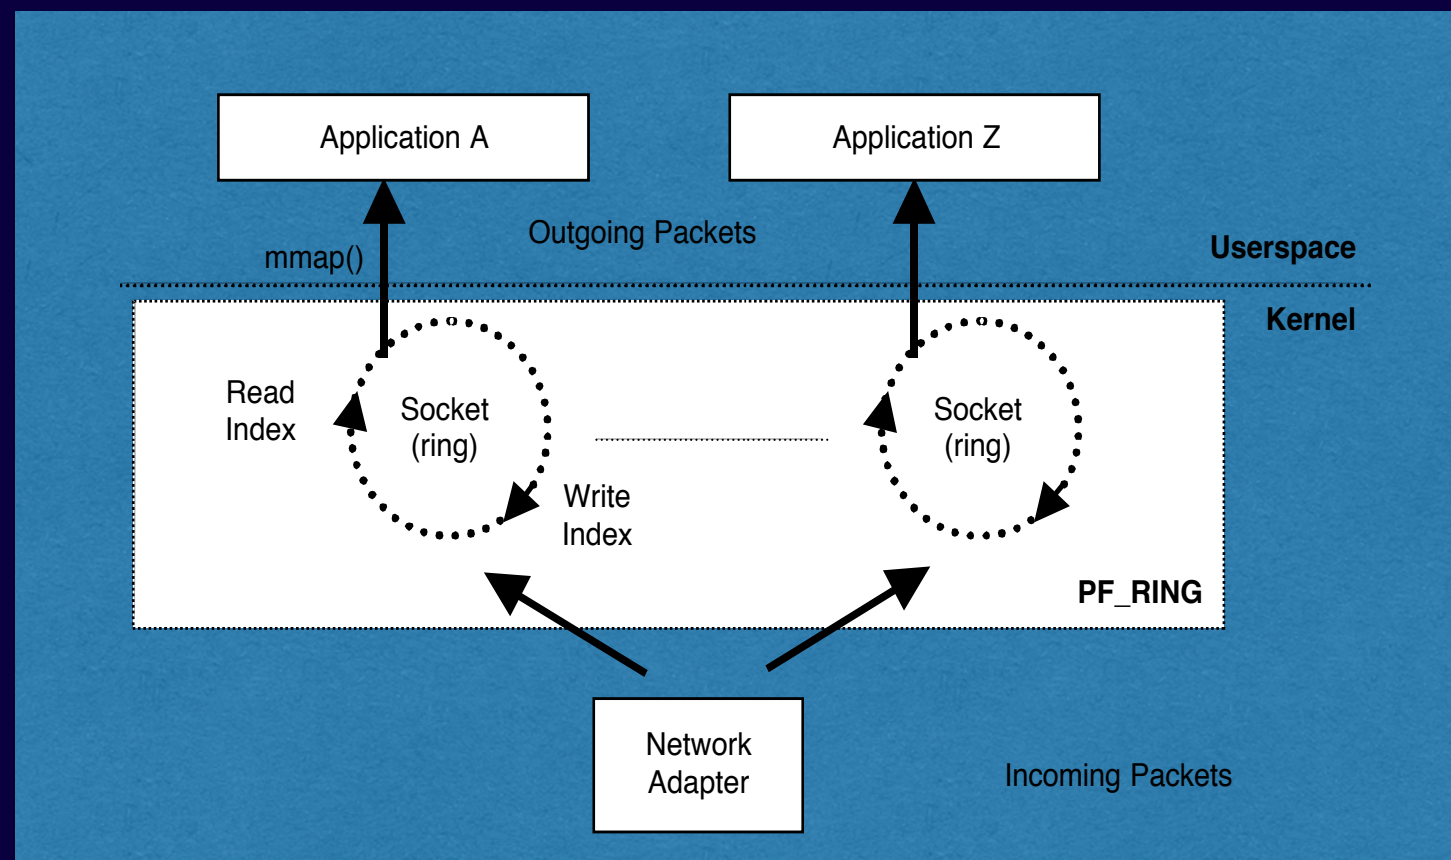 Application A
Application Z
Outgoing Packets
mmap()
Userspace
Kernel
Read
Index
Socket
(ring)
Write
Index
Socket
(ring)
PF_RING
Network
Adapter
Incoming Packets